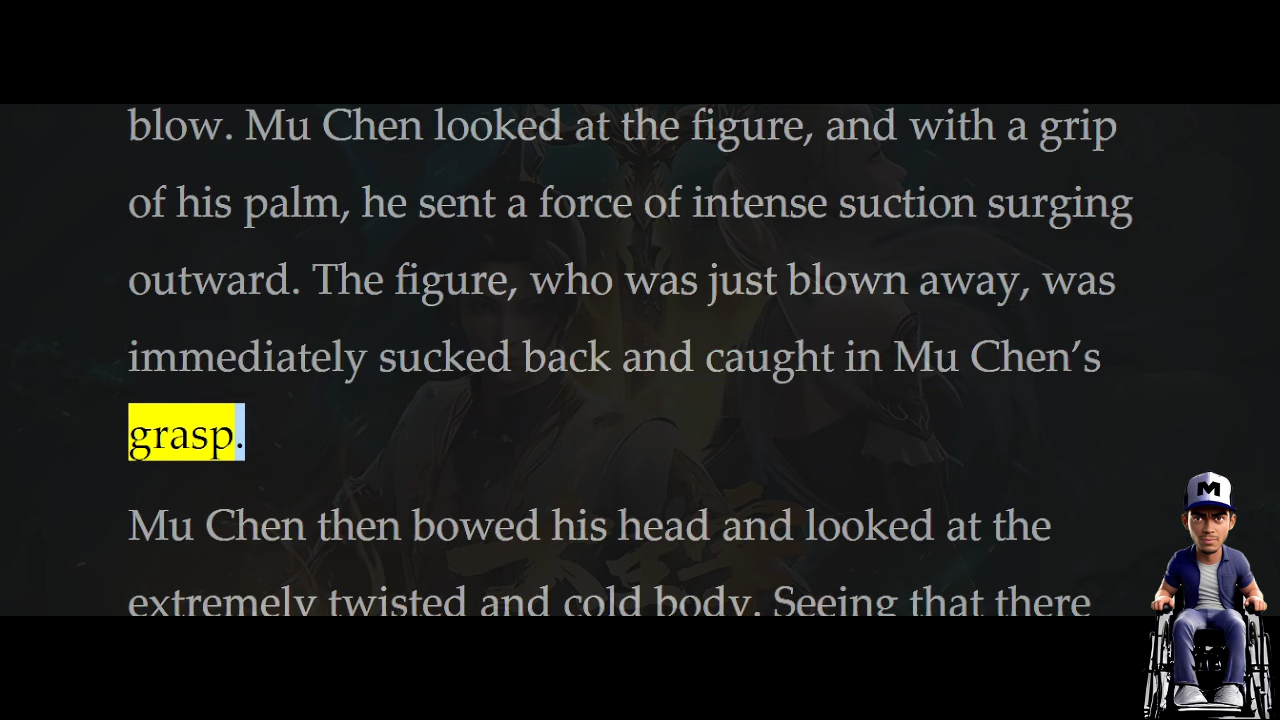 blow. Mu Chen looked at the figure, and with a grip
of his palm, he sent a force of intense suction surging
outward. The figure, who was just blown away, was
immediately sucked back and caught in Mu Chen’s
grasp.
Mu Chen then bowed his head and looked at the
extremely twisted and cold body. Seeing that there
M